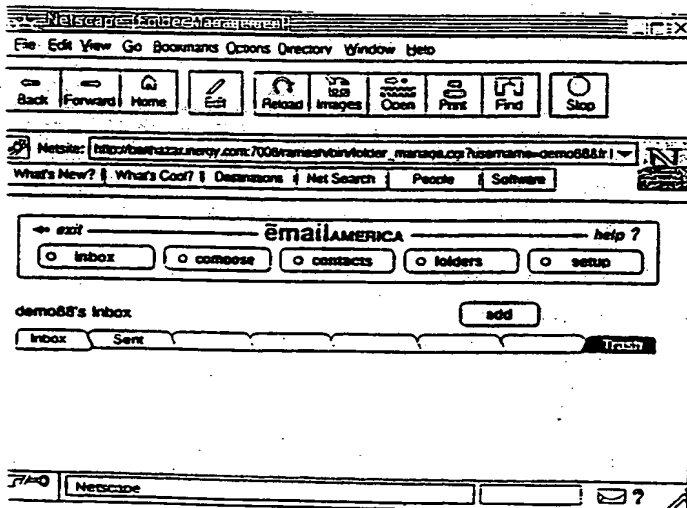 Netscape [Folder Management]
File Edit View Go Bookmarks Options Directory Window Help
Back Forward Home Edit Reload Images Open Print Find Stop
Netsite: 
What's New? What's Cool? Destinations Net Search People Software
exit ēmailAMERICA help ?
inbox compose contacts folders setup
demo68's Inbox add
Inbox Sent Trash
Netscape ?